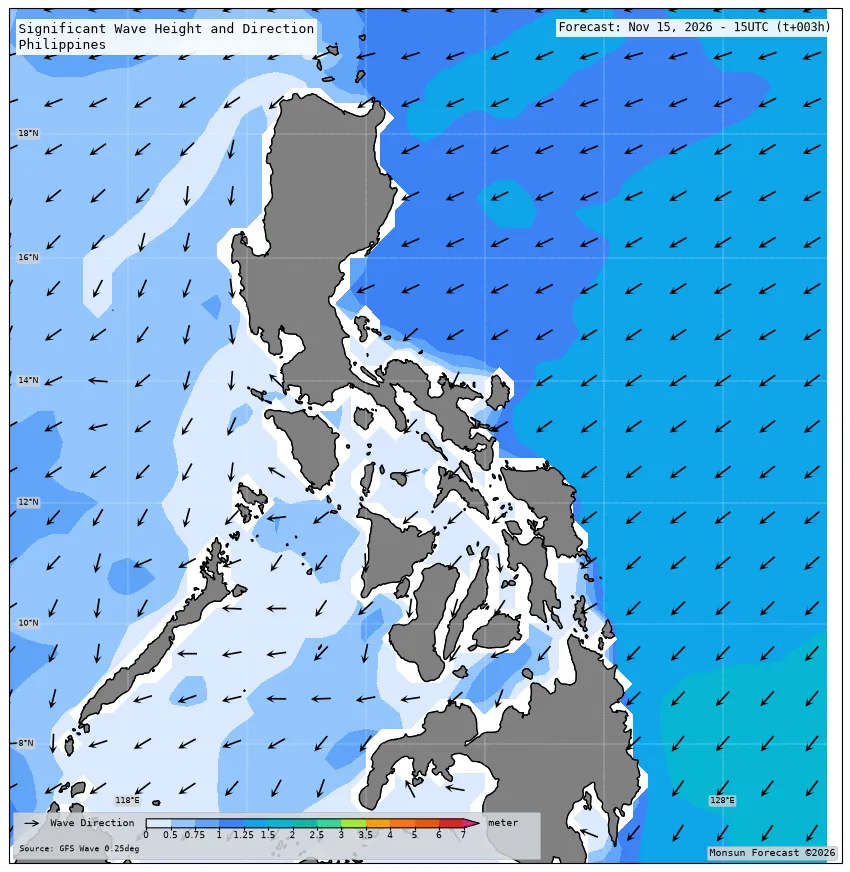 Significant Wave Height and Direction
Philippines
Forecast: Nov 15, 2026 - 15UTC (t+003h)
18°N
16°N
14°N
12°N
10°N
8°N
118°E
128°E
Wave Direction
0 0.5 0.75 1 1.25 1.5 2 2.5 3 3.5 4 5 6 7 meter
Source: GFS Wave 0.25deg
Monsun Forecast ©2026